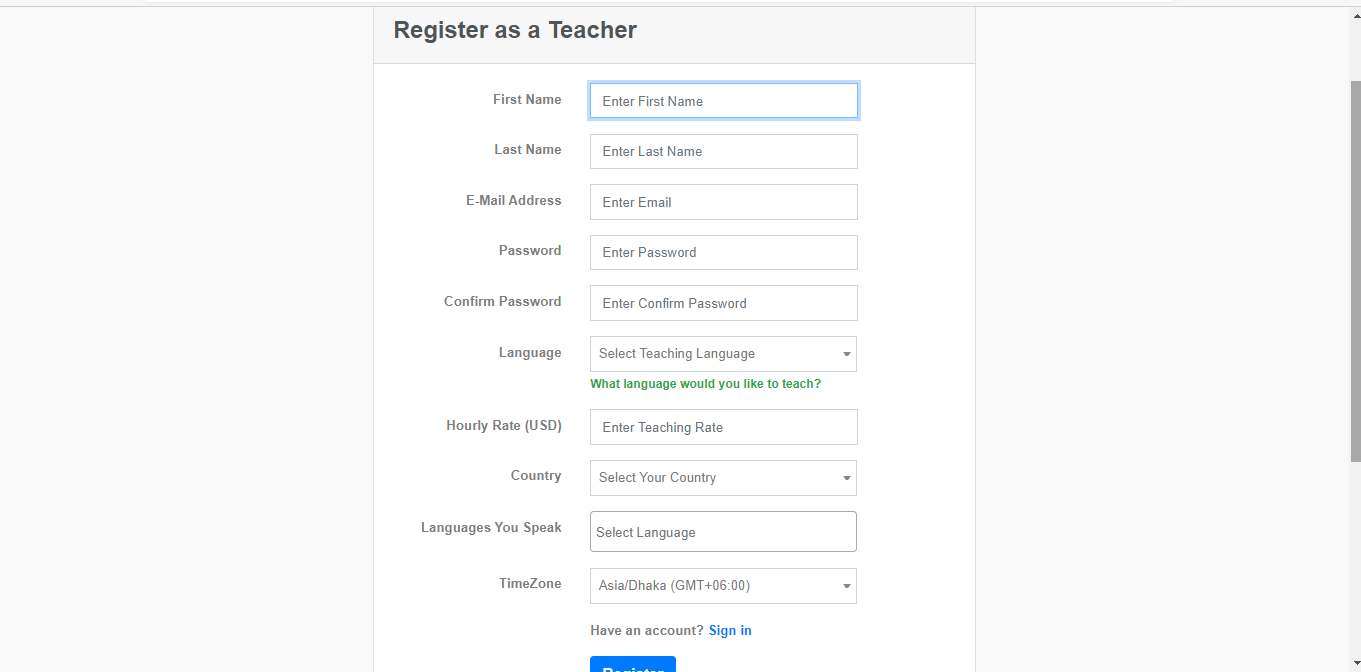 Register as a Teacher
First Name
Enter First Name
Last Name
Enter Last Name
E-Mail Address
Enter Email
Password
Enter Password
Confirm Password
Enter Confirm Password
Language
Select Teaching Language
What language would you like to teach?
Hourly Rate (USD)
Enter Teaching Rate
Country
Select Your Country
Languages You Speak
Select Language
TimeZone
Asia/Dhaka (GMT+06:00)
Have an account? Sign in
Register